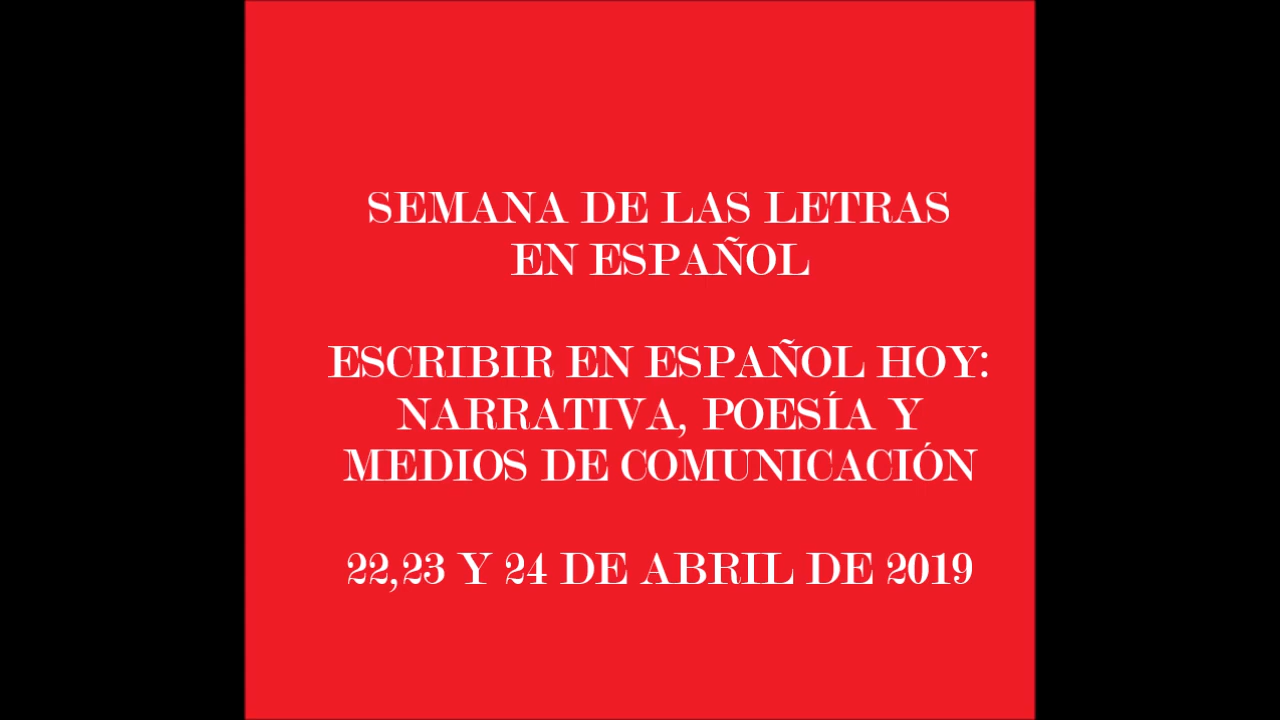 SEMANA DE LAS LETRAS
EN ESPAÑOL
ESCRIBIR EN ESPAÑOL HOY:
NARRATIVA, POESÍA Y
MEDIOS DE COMUNICACIÓN
22,23 Y 24 DE ABRIL DE 2019